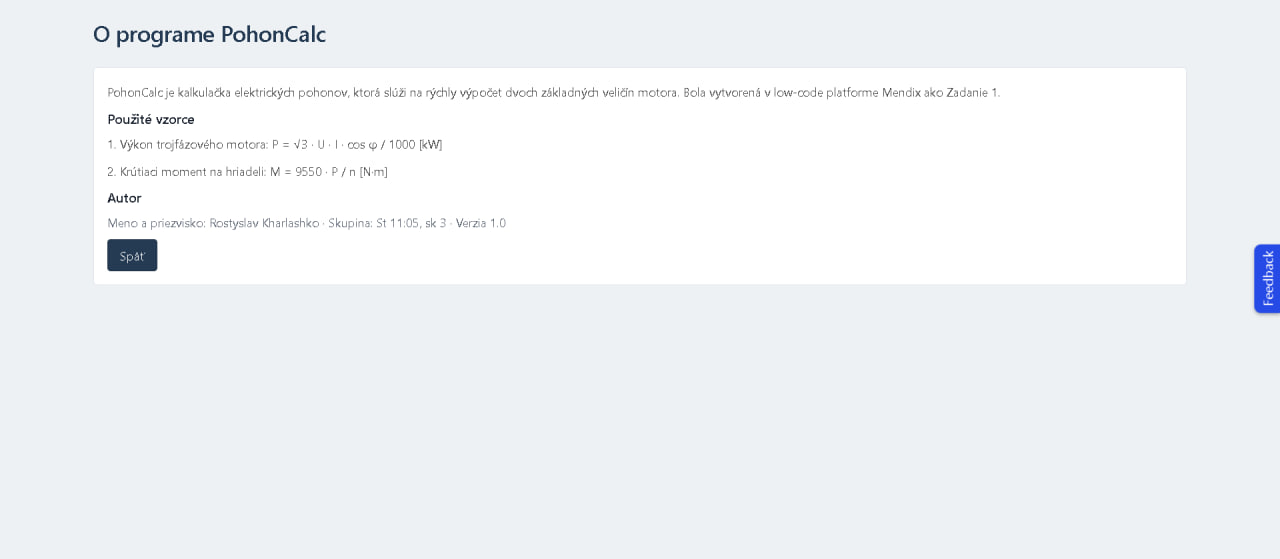 O programe PohonCalc
PohonCalc je kalkulačka elektrických pohonov, ktorá slúži na rýchly výpočet dvoch základných veličín motora. Bola vytvorená v low-code platforme Mendix ako Zadanie 1.
Použité vzorce
1. Výkon trojfázového motora: P = √3 · U · I · cos φ / 1000 [kW]
2. Krútiaci moment na hriadeli: M = 9550 · P / n [N·m]
Autor
Meno a priezvisko: Rostyslav Kharlashko · Skupina: St 11:05, sk 3 · Verzia 1.0
Späť
Feedback